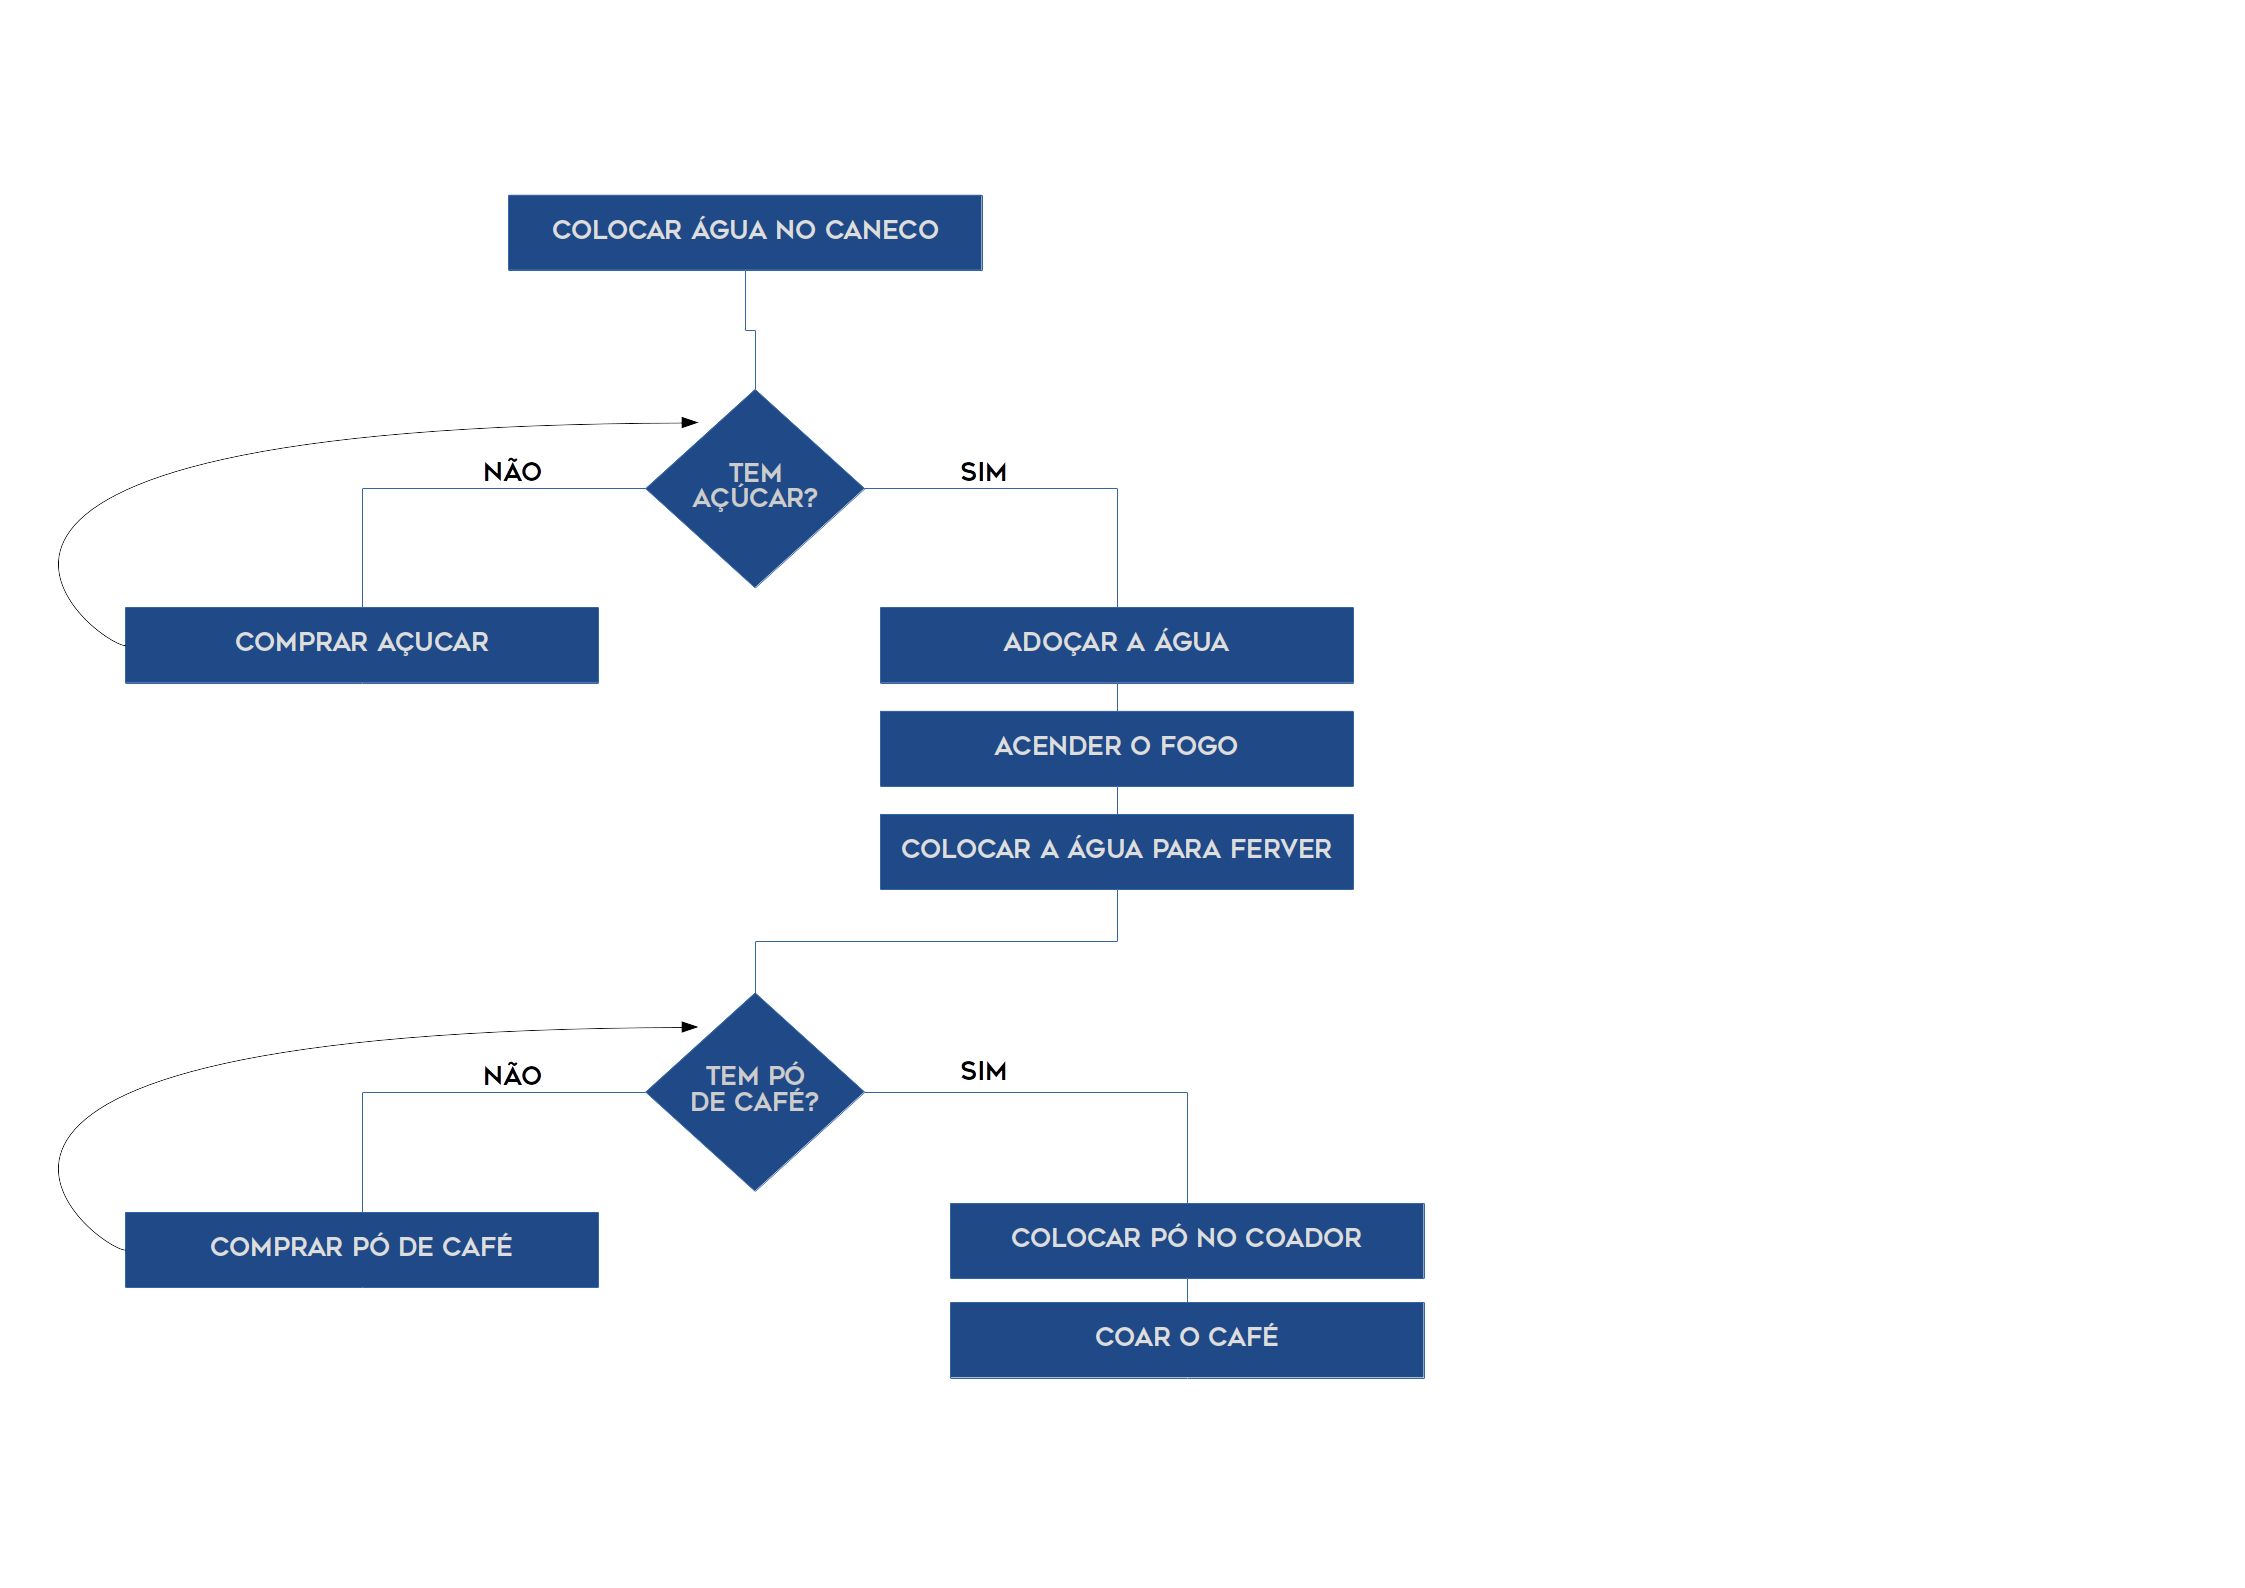 COLOCAR ÁGUA NO CANECO
NÃO
SIM
TEM
AÇÚCAR?
COMPRAR AÇUCAR
ADOÇAR A ÁGUA
ACENDER O FOGO
COLOCAR A ÁGUA PARA FERVER
NÃO
SIM
TEM PÓ
DE CAFÉ?
COMPRAR PÓ DE CAFÉ
COLOCAR PÓ NO COADOR
COAR O CAFÉ